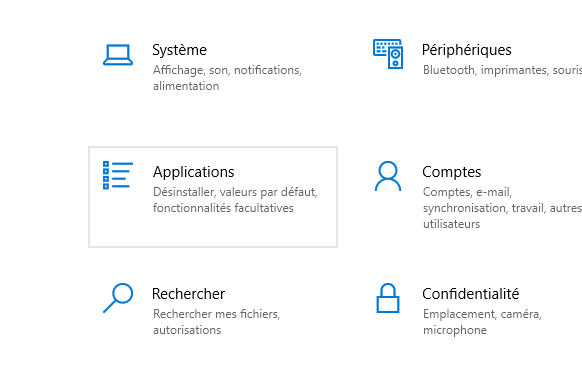 Système
Affichage, son, notifications,
alimentation
Périphériques
Bluetooth, imprimantes, souris
Applications
Désinstaller, valeurs par défaut,
fonctionnalités facultatives
Comptes
Comptes, e-mail,
synchronisation, travail, autres
utilisateurs
Rechercher
Rechercher mes fichiers,
autorisations
Confidentialité
Emplacement, caméra,
microphone